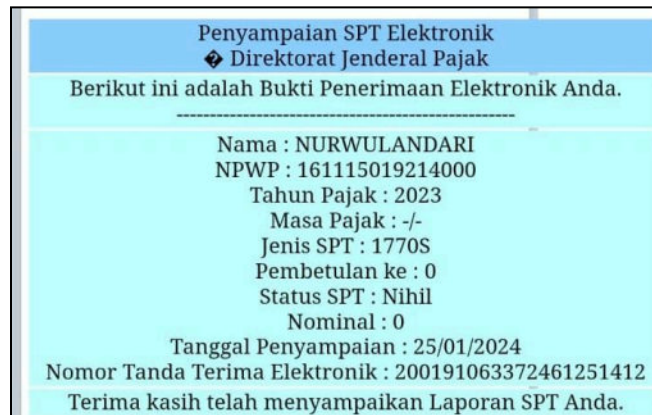 Penyampaian SPT Elektronik
� Direktorat Jenderal Pajak
Berikut ini adalah Bukti Penerimaan Elektronik Anda.
----------------------------------------------------
Nama : NURWULANDARI
NPWP : 161115019214000
Tahun Pajak : 2023
Masa Pajak : -/-
Jenis SPT : 1770S
Pembetulan ke : 0
Status SPT : Nihil
Nominal : 0
Tanggal Penyampaian : 25/01/2024
Nomor Tanda Terima Elektronik : 200191063372461251412
Terima kasih telah menyampaikan Laporan SPT Anda.